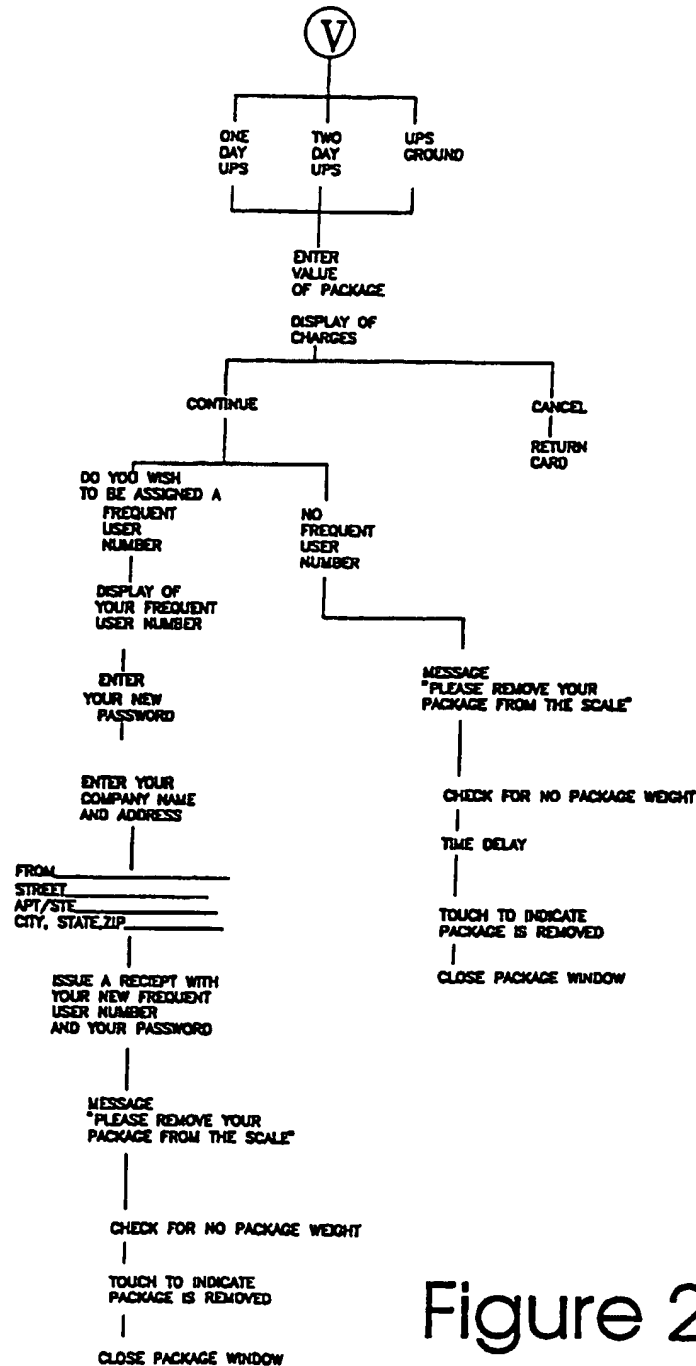 V
ONE
DAY
UPS
TWO
DAY
UPS
UPS
GROUND
ENTER
VALUE
OF PACKAGE
DISPLAY OF
CHARGES
CONTINUE
CANCEL
RETURN
CARD
DO YOU WISH
TO BE ASSIGNED A
FREQUENT
USER
NUMBER
NO
FREQUENT
USER
NUMBER
DISPLAY OF
YOUR FREQUENT
USER NUMBER
ENTER
YOUR NEW
PASSWORD
ENTER YOUR
COMPANY NAME
AND ADDRESS
FROM
STREET
APT/STE
CITY, STATE,ZIP
ISSUE A RECIEPT WITH
YOUR NEW FREQUENT
USER NUMBER
AND YOUR PASSWORD
MESSAGE
"PLEASE REMOVE YOUR
PACKAGE FROM THE SCALE"
CHECK FOR NO PACKAGE WEIGHT
TOUCH TO INDICATE
PACKAGE IS REMOVED
CLOSE PACKAGE WINDOW
MESSAGE
"PLEASE REMOVE YOUR
PACKAGE FROM THE SCALE"
CHECK FOR NO PACKAGE WEIGHT
TIME DELAY
TOUCH TO INDICATE
PACKAGE IS REMOVED
CLOSE PACKAGE WINDOW
Figure 2